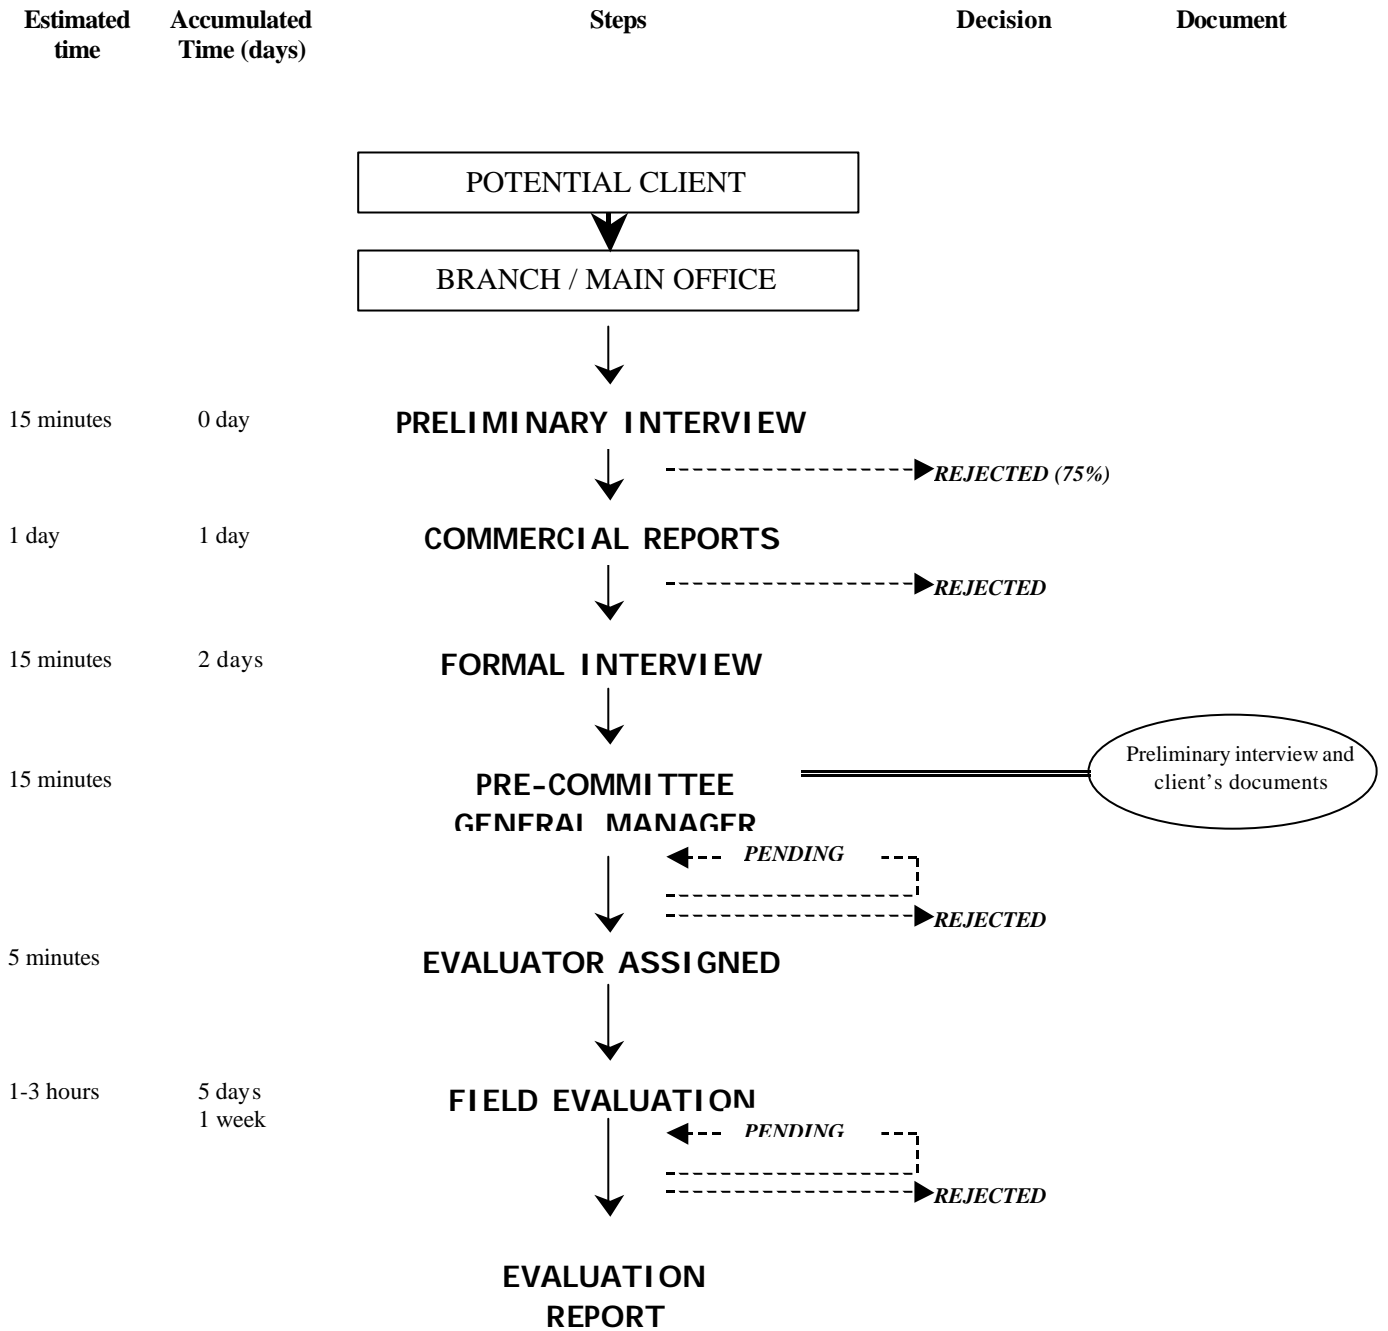 Estimated Accumulated Steps Decision Document
time Time (days)
POTENTIAL CLIENT
BRANCH / MAIN OFFICE
15 minutes 0 day PRELIMINARY INTERVIEW
REJECTED (75%)
1 day 1 day COMMERCIAL REPORTS
REJECTED
15 minutes 2 days FORMAL INTERVIEW
Preliminary interview and
client's documents
15 minutes PRE-COMMITTEE
GENERAL MANAGER
PENDING
REJECTED
5 minutes EVALUATOR ASSIGNED
1-3 hours 5 days FIELD EVALUATION
1 week
PENDING
REJECTED
EVALUATION
REPORT